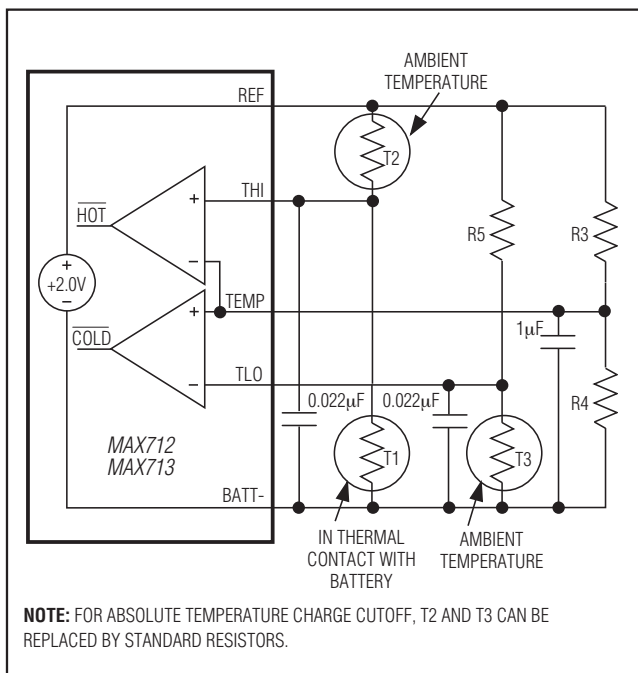 AMBIENT
TEMPERATURE
REF
T2
THI
HOT
R5
R3
+
−
+
+2.0V
−
TEMP
+
COLD
1µF
−
TLO
0.022µF
0.022µF
R4
MAX712
MAX713
T1
T3
BATT-
IN THERMAL
CONTACT WITH
BATTERY
AMBIENT
TEMPERATURE
NOTE: FOR ABSOLUTE TEMPERATURE CHARGE CUTOFF, T2 AND T3 CAN BE
REPLACED BY STANDARD RESISTORS.